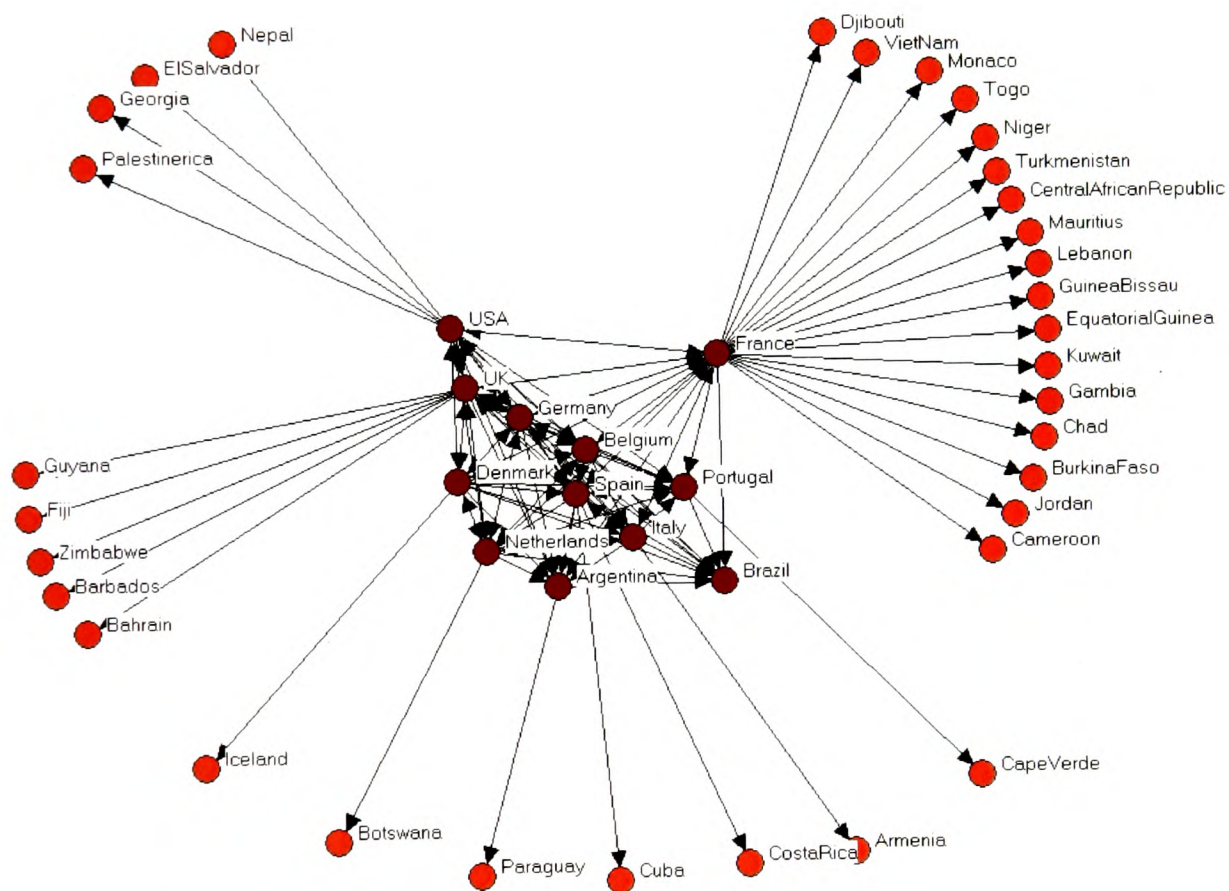 Nepal
ElSalvador
Georgia
Palestinerica
Djibouti
VietNam
Monaco
Togo
Niger
Turkmenistan
CentralAfricanRepublic
Mauritius
Lebanon
GuineaBissau
EquatorialGuinea
Kuwait
Gambia
Chad
BurkinaFaso
Jordan
Cameroon
USA
France
UK
Germany
Belgium
Denmark
Spain
Portugal
Italy
Netherlands
Argentina
Brazil
Guyana
Fiji
Zimbabwe
Barbados
Bahrain
Iceland
Botswana
Paraguay
Cuba
CostaRica
Armenia
CapeVerde